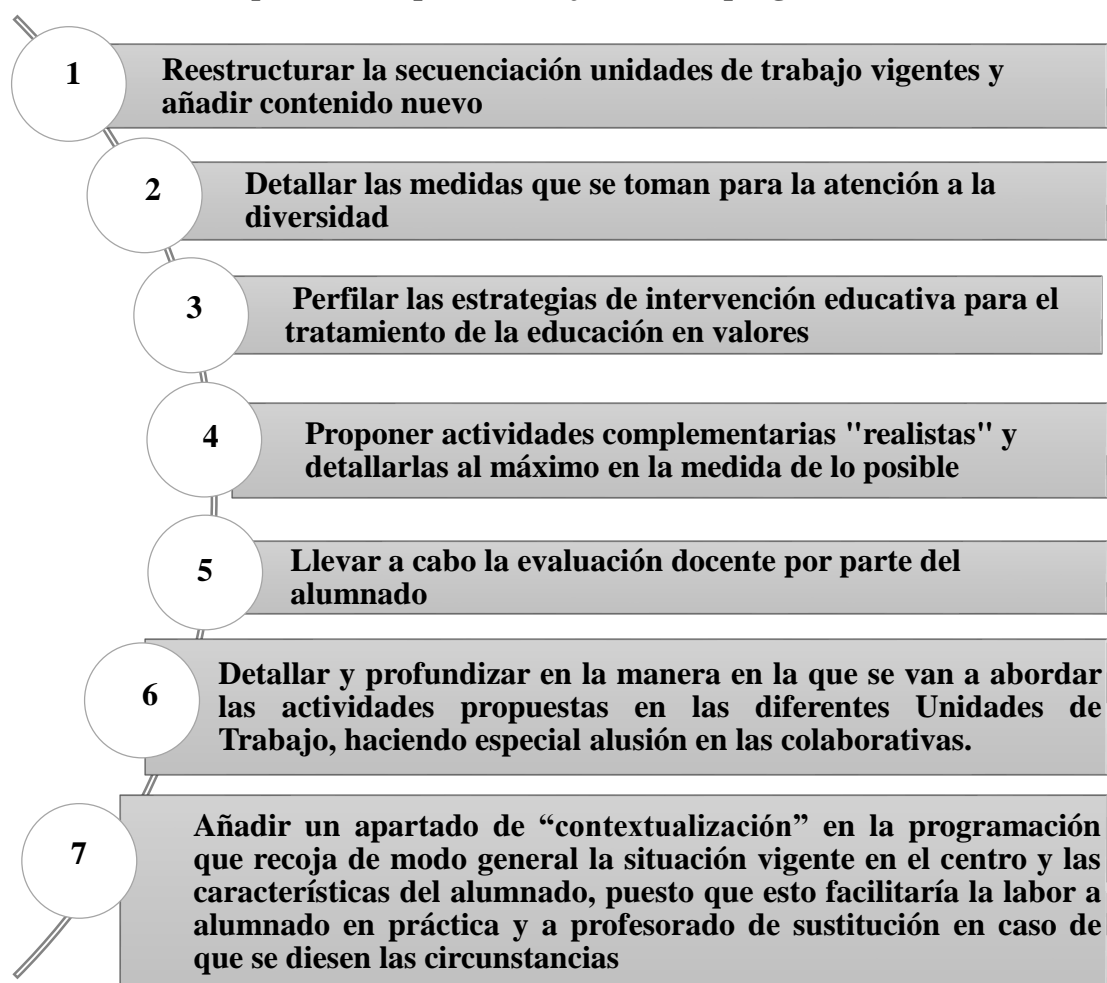 1
Reestructurar la secuenciación unidades de trabajo vigentes y
añadir contenido nuevo
2
Detallar las medidas que se toman para la atención a la
diversidad
3
Perfilar las estrategias de intervención educativa para el
tratamiento de la educación en valores
4
Proponer actividades complementarias "realistas" y
detallarlas al máximo en la medida de lo posible
5
Llevar a cabo la evaluación docente por parte del
alumnado
6
Detallar y profundizar en la manera en la que se van a abordar
las actividades propuestas en las diferentes Unidades de
Trabajo, haciendo especial alusión en las colaborativas.
7
Añadir un apartado de “contextualización” en la programación
que recoja de modo general la situación vigente en el centro y las
características del alumnado, puesto que esto facilitaría la labor a
alumnado en práctica y a profesorado de sustitución en caso de
que se diesen las circunstancias